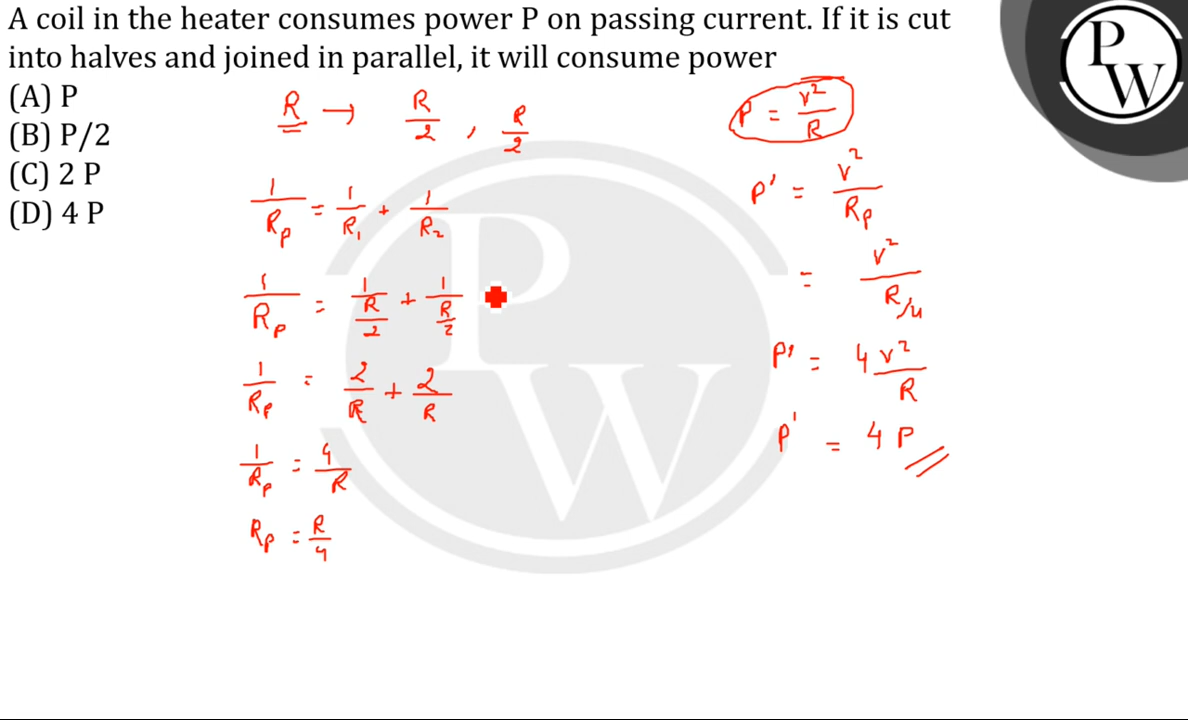 A coil in the heater consumes power P on passing current. If it is cut
into halves and joined in parallel, it will consume power
(A) P
(B) P/2
(C) 2 P
(D) 4 P
R → R/2 , R/2
1/Rp = 1/R₁ + 1/R₂
1/Rp = 1/(R/2) + 1/(R/2)
1/Rp = 2/R + 2/R
1/Rp = 4/R
Rp = R/4
P = V²/R
P' = V²/Rp
= V²/R/4
P' = 4V²/R
P' = 4P
P
W
P
W